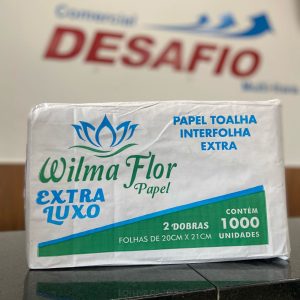 Comercial
DESAFIO
PAPEL TOALHA
INTERFOLHA
EXTRA
Wilma Flor
Papel
EXTRA
LUXO
2 DOBRAS
FOLHAS DE 20CM X 21CM
CONTÉM
1000
UNIDADES